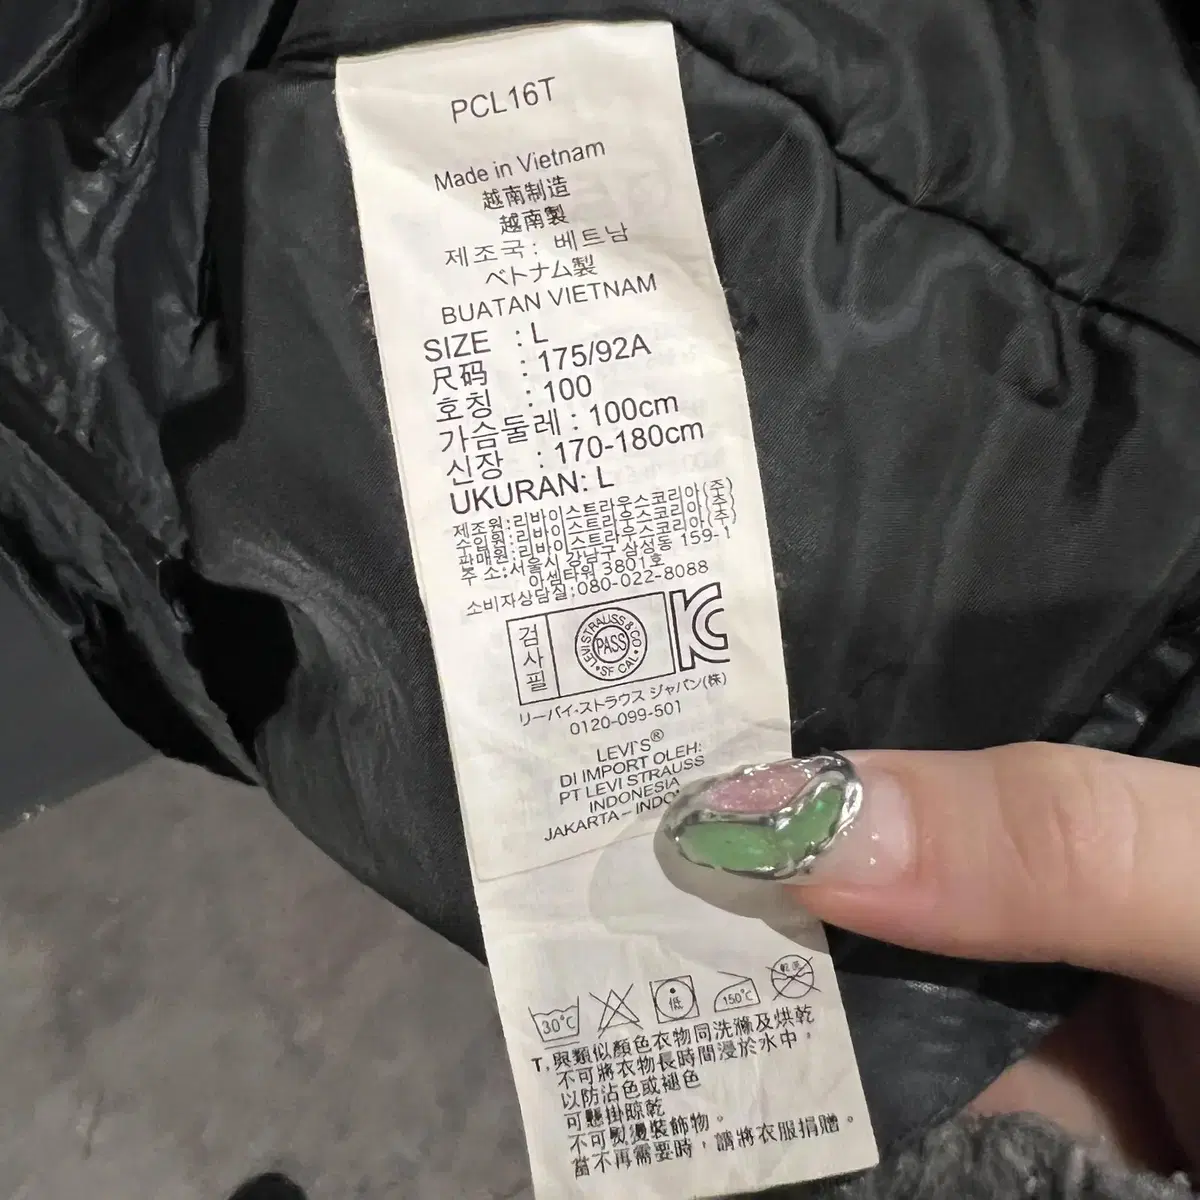 PCL16T
Made in Vietnam
越南制造
越南製
제조국: 베트남
ベトナム製
BUATAN VIETNAM
SIZE : L
尺码 : 175/92A
호칭 : 100
가슴둘레 : 100cm
신장 : 170-180cm
UKURAN: L
제조원:리바이스트라우스코리아(주)
수입원:리바이스트라우스코리아(주)
판매원:리바이스트라우스코리아(주)
주 소:서울시 강남구 삼성동 159-1
아셈타워 3801호
소비자상담실:080-022-8088
검사필
LEVI STRAUSS & CO
PASS
SF CAL
リーバイ·ストラウス ジャパン(株)
0120-099-501
LEVI'S®
DI IMPORT OLEH:
PT LEVI STRAUSS
INDONESIA
JAKARTA–INDO
30°C
低
150°C
乾洗
T, 與類似顏色衣物同洗滌及烘乾
不可將衣物長時間浸於水中，
以防沾色或褪色
可懸掛晾乾
不可熨燙裝飾物。
當不再需要時，請將衣服捐贈。